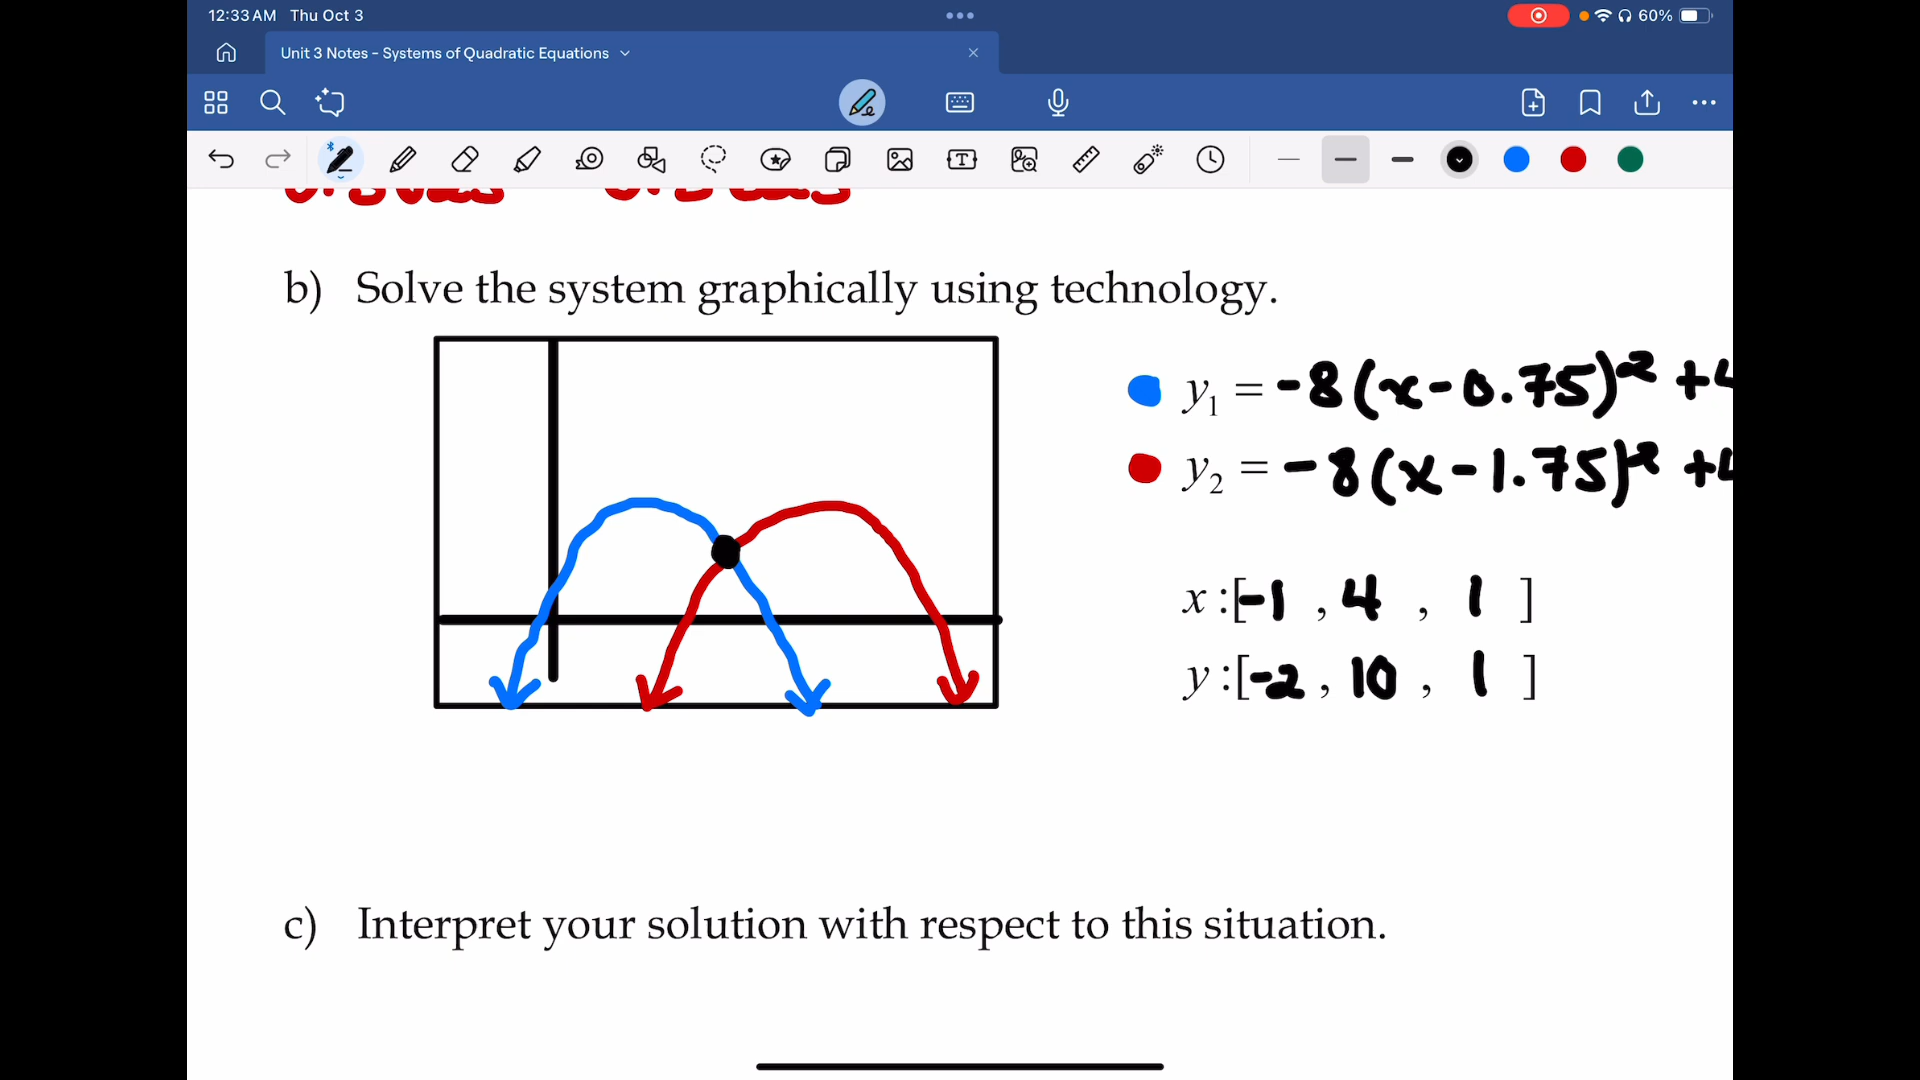 12:33 AM Thu Oct 3
60%
Unit 3 Notes - Systems of Quadratic Equations
b) Solve the system graphically using technology.
y₁ = -8(x-0.75)² +4
y₂ = -8(x-1.75)² +4
x:[-1, 4, 1]
y:[-2, 10, 1]
c) Interpret your solution with respect to this situation.